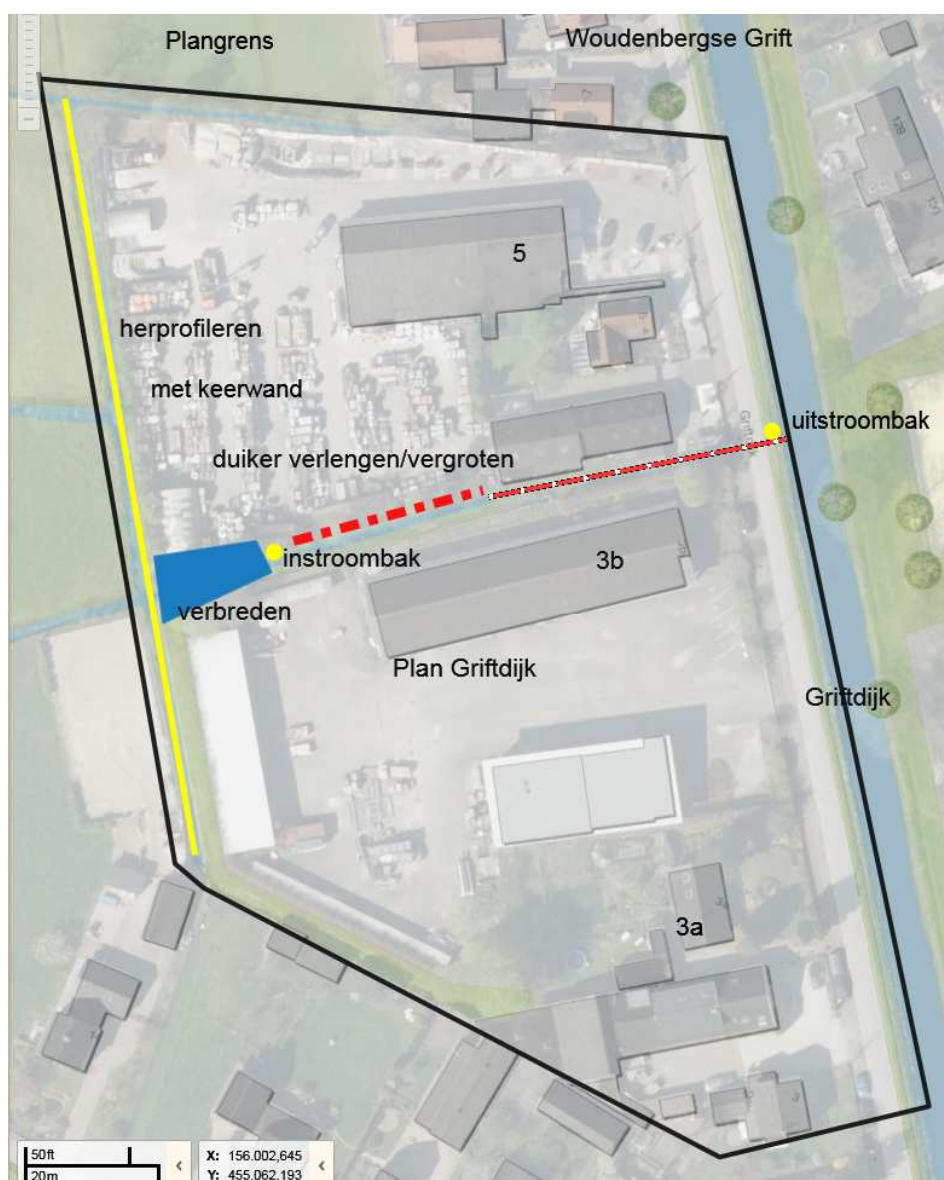 Plangrens
Woudenbergse Grift
128
5
herprofileren
met keerwand
uitstroombak
duiker verlengen/vergroten
instroombak
3b
verbreden
Plan Griftdijk
Griftdijk
3a
50ft
20m
X: 156.002,645
Y: 455.062,193